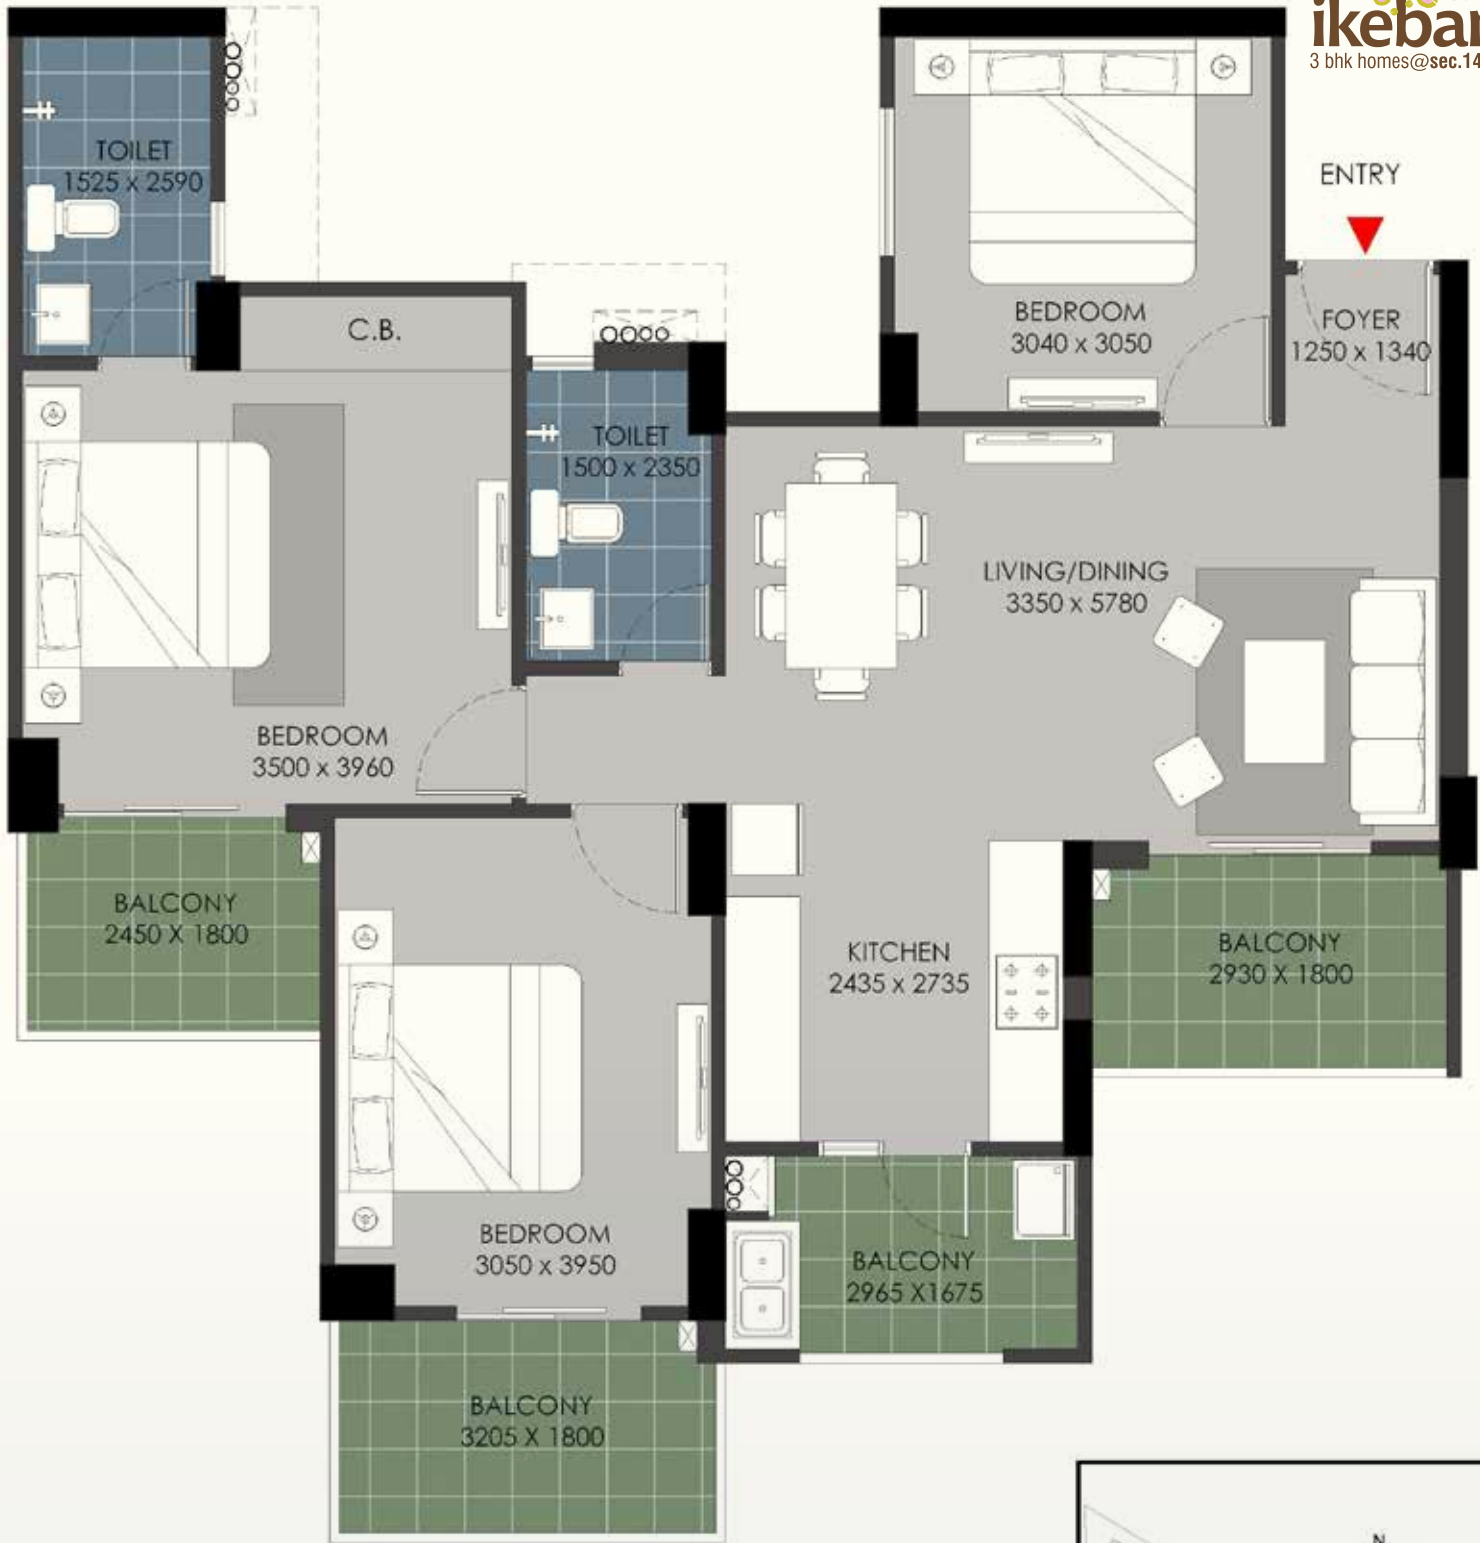 3 bhk homes@sec.14
TOILET
1525 x 2590
ENTRY
BEDROOM
3040 x 3050
FOYER
1250 x 1340
C.B.
TOILET
1500 x 2350
LIVING/DINING
3350 x 5780
BEDROOM
3500 x 3960
BALCONY
2450 X 1800
KITCHEN
2435 x 2735
BALCONY
2930 X 1800
BEDROOM
3050 x 3950
BALCONY
2965 X1675
BALCONY
3205 X 1800
N